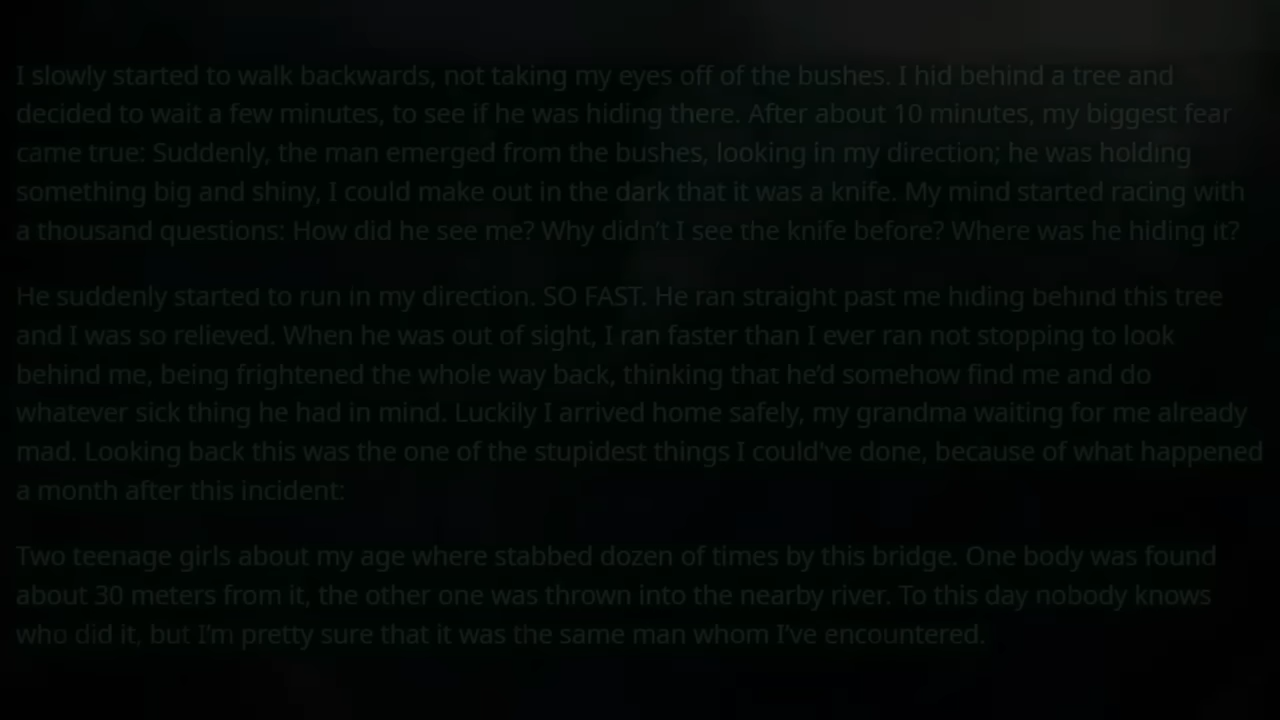 I slowly started to walk backwards, not taking my eyes off of the bushes. I hid behind a tree and
decided to wait a few minutes, to see if he was hiding there. After about 10 minutes, my biggest fear
came true: Suddenly, the man emerged from the bushes, looking in my direction; he was holding
something big and shiny, I could make out in the dark that it was a knife. My mind started racing with
a thousand questions: How did he see me? Why didn't I see the knife before? Where was he hiding it?
He suddenly started to run in my direction. SO FAST. He ran straight past me hiding behind this tree
and I was so relieved. When he was out of sight, I ran faster than I ever ran not stopping to look
behind me, being frightened the whole way back, thinking that he'd somehow find me and do
whatever sick thing he had in mind. Luckily I arrived home safely, my grandma waiting for me already
mad. Looking back this was the one of the stupidest things I could've done, because of what happened
a month after this incident:
Two teenage girls about my age where stabbed dozen of times by this bridge. One body was found
about 30 meters from it, the other one was thrown into the nearby river. To this day nobody knows
who did it, but I'm pretty sure that it was the same man whom I've encountered.